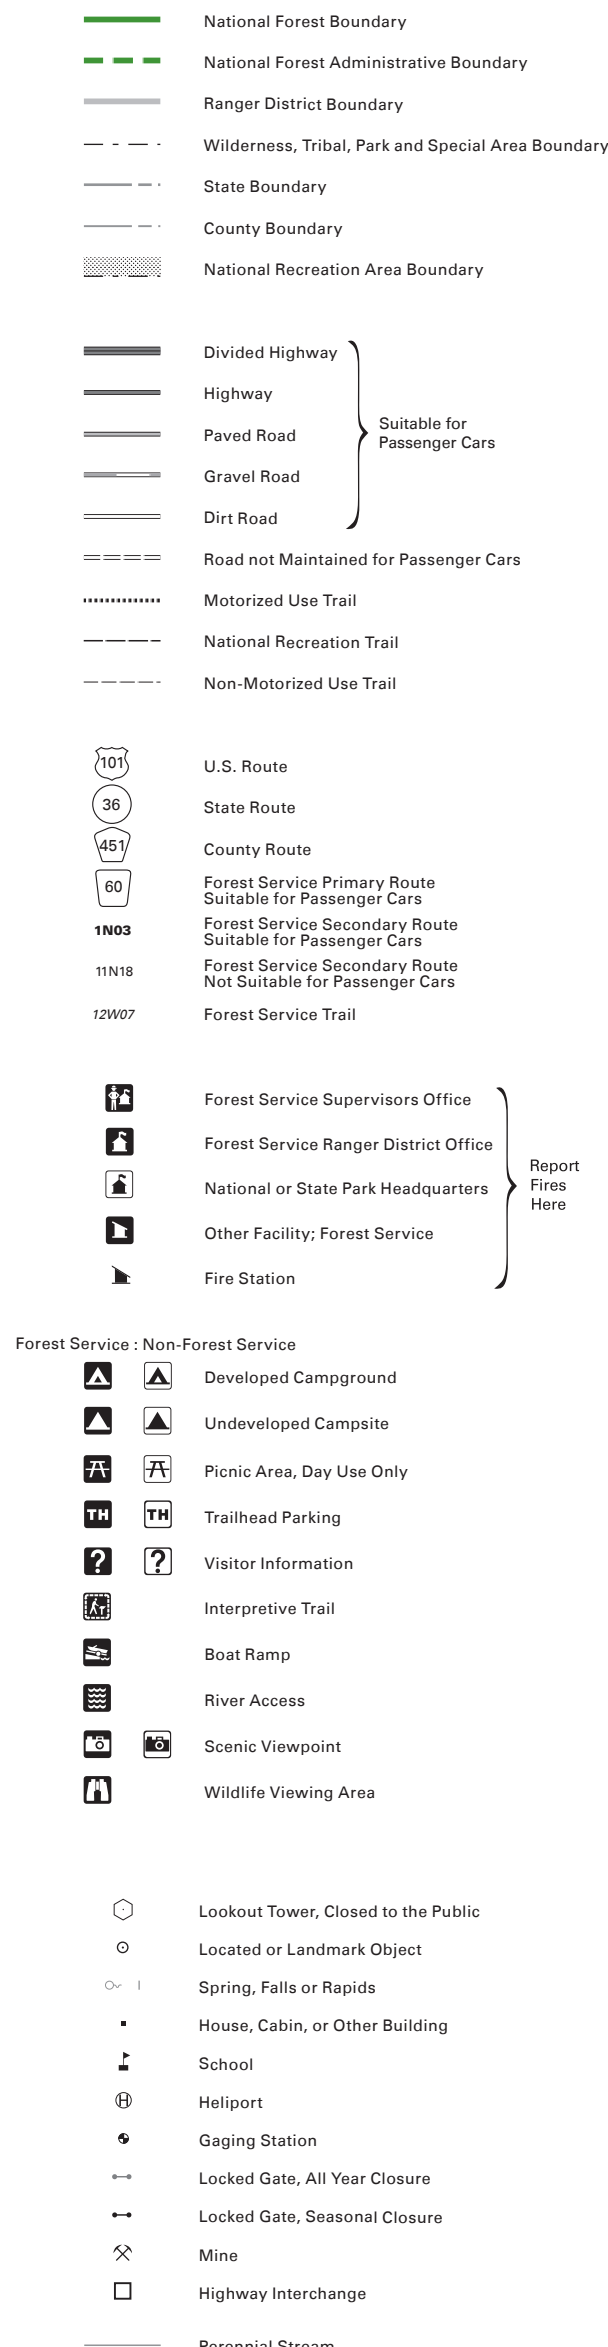 National Forest Boundary
National Forest Administrative Boundary
Ranger District Boundary
Wilderness, Tribal, Park and Special Area Boundary
State Boundary
County Boundary
National Recreation Area Boundary
Divided Highway
Highway
Paved Road
Gravel Road
Dirt Road
Suitable for
Passenger Cars
Road not Maintained for Passenger Cars
Motorized Use Trail
National Recreation Trail
Non-Motorized Use Trail
101 U.S. Route
36 State Route
451 County Route
60 Forest Service Primary Route
Suitable for Passenger Cars
1N03 Forest Service Secondary Route
Suitable for Passenger Cars
11N18 Forest Service Secondary Route
Not Suitable for Passenger Cars
12W07 Forest Service Trail
Forest Service Supervisors Office
Forest Service Ranger District Office
National or State Park Headquarters
Other Facility; Forest Service
Fire Station
Report
Fires
Here
Forest Service : Non-Forest Service
Developed Campground
Undeveloped Campsite
Picnic Area, Day Use Only
TH TH Trailhead Parking
? ? Visitor Information
Interpretive Trail
Boat Ramp
River Access
Scenic Viewpoint
Wildlife Viewing Area
Lookout Tower, Closed to the Public
Located or Landmark Object
Spring, Falls or Rapids
House, Cabin, or Other Building
School
H Heliport
Gaging Station
Locked Gate, All Year Closure
Locked Gate, Seasonal Closure
Mine
Highway Interchange
Perennial Stream